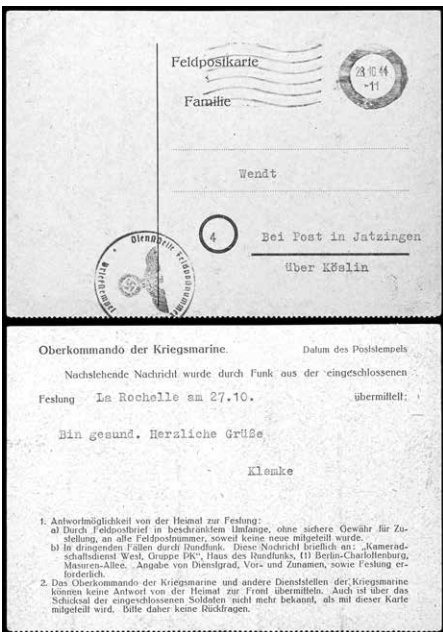 Feldpostkarte
28.10.44
-11
Familie
Wendt
4
Bei Post in Jatzingen
über Köslin
Dienststelle Feldpostnummer
Briefstempel
Oberkommando der Kriegsmarine. Datum des Poststempels
Nachstehende Nachricht wurde durch Funk aus der eingeschlossenen
Festung La Rochelle am 27.10. übermittelt:
Bin gesund. Herzliche Grüße
Klemke
1. Antwortmöglichkeit von der Heimat zur Festung:
a) Durch Feldpostbrief in beschränktem Umfange, ohne sichere Gewähr für Zu-
stellung, an alte Feldpostnummer, soweit keine neue mitgeteilt wurde.
b) In dringenden Fällen durch Rundfunk. Diese Nachricht brieflich an: „Kamerad-
schaftsdienst West, Gruppe PK", Haus des Rundfunks, (1) Berlin-Charlottenburg,
Masuren-Allee. Angabe von Dienstgrad, Vor- und Zunamen, sowie Festung er-
forderlich.
2. Das Oberkommando der Kriegsmarine und andere Dienststellen der Kriegsmarine
können keine Antwort von der Heimat zur Front übermitteln. Auch ist über das
Schicksal der eingeschlossenen Soldaten nicht mehr bekannt, als mit dieser Karte
mitgeteilt wird. Bitte daher keine Rückfragen.